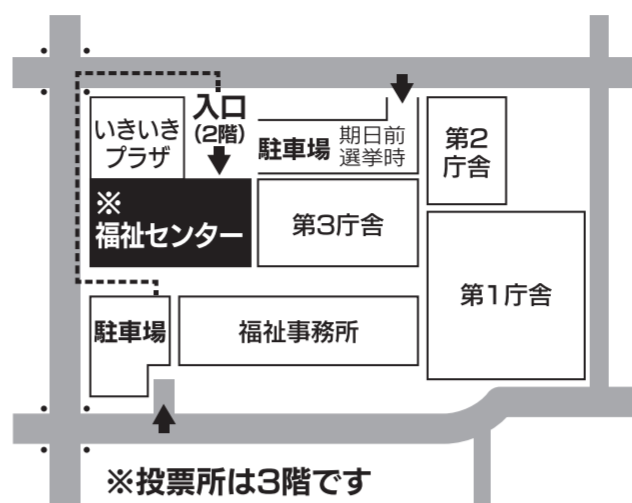 入口
(2階)
いきいき
プラザ
駐車場
期日前
選挙時
第2
庁舎
※
福祉センター
第3庁舎
第1庁舎
駐車場
福祉事務所
※投票所は3階です